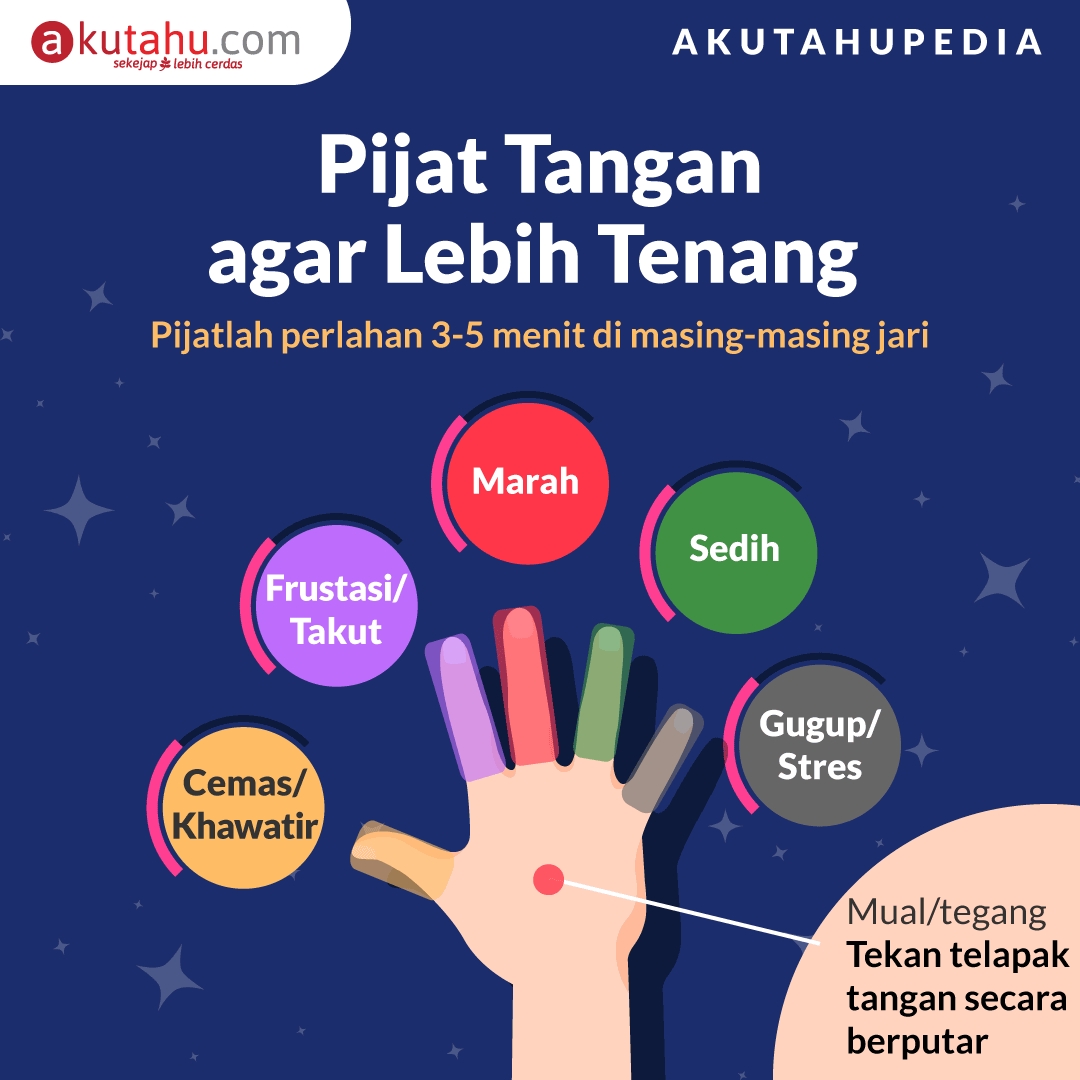 akutahu.com
sekejap lebih cerdas
AKUTAHUPEDIA
Pijat Tangan
agar Lebih Tenang
Pijatlah perlahan 3-5 menit di masing-masing jari
Marah
Sedih
Frustasi/
Takut
Gugup/
Stres
Cemas/
Khawatir
Mual/tegang
Tekan telapak
tangan secara
berputar